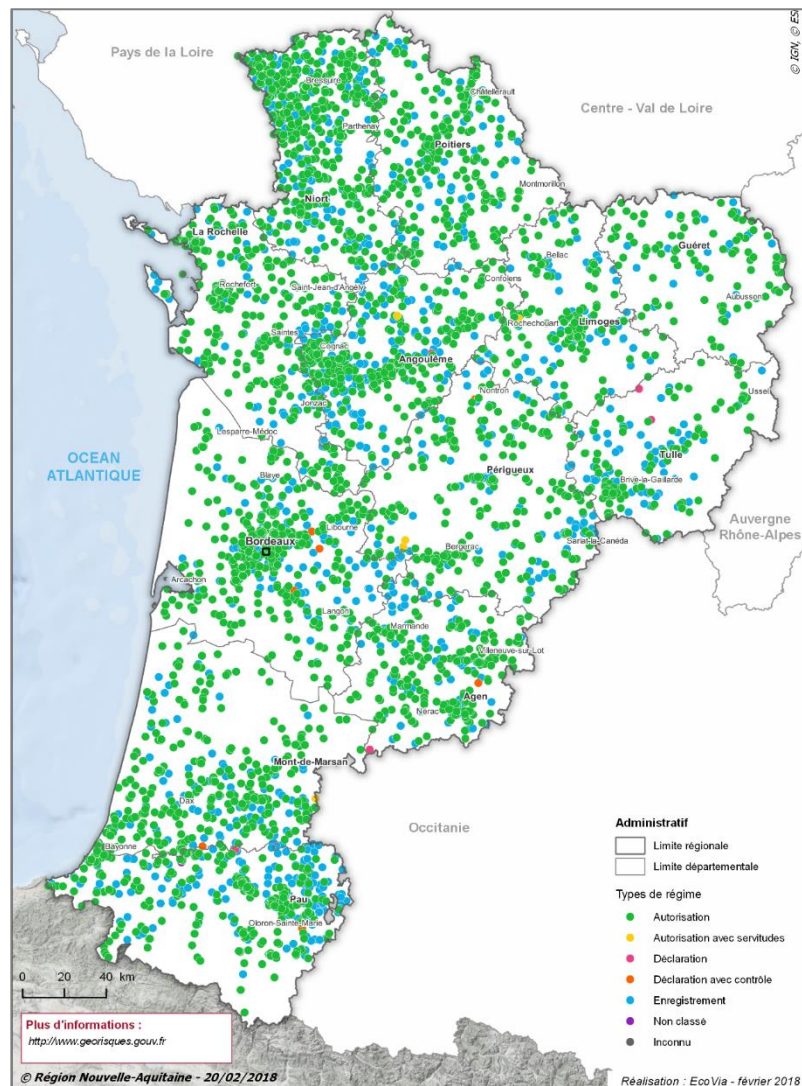 © IGN, © ES
Pays de la Loire
Bressuire
Châtellerault
Centre - Val de Loire
Parthenay
Poitiers
Montmorillon
Niort
La Rochelle
Guéret
Bellac
Confolens
Saint-Jean-d'Angély
Rochefort
Aubusson
Rochechouart
Limoges
Saintes
Cognac
Angoulême
Nontron
Jonzac
Ussel
Lesparre-Médoc
OCEAN
ATLANTIQUE
Tulle
Périgueux
Blaye
Brive-la-Gaillarde
Auvergne
Rhône-Alpes
Libourne
Bordeaux
Bergerac
Sarlat-la-Canéda
Arcachon
Langon
Marmande
Villeneuve-sur-Lot
Agen
Nérac
Mont-de-Marsan
Dax
Occitanie
Bayonne
Pau
Oloron-Sainte-Marie
Administratif
Limite régionale
Limite départementale
Types de régime
Autorisation
Autorisation avec servitudes
Déclaration
Déclaration avec contrôle
Enregistrement
Non classé
Inconnu
0 20 40 km
Plus d'informations :
http://www.georisques.gouv.fr
© Région Nouvelle-Aquitaine - 20/02/2018
Réalisation : EcoVia - février 2018